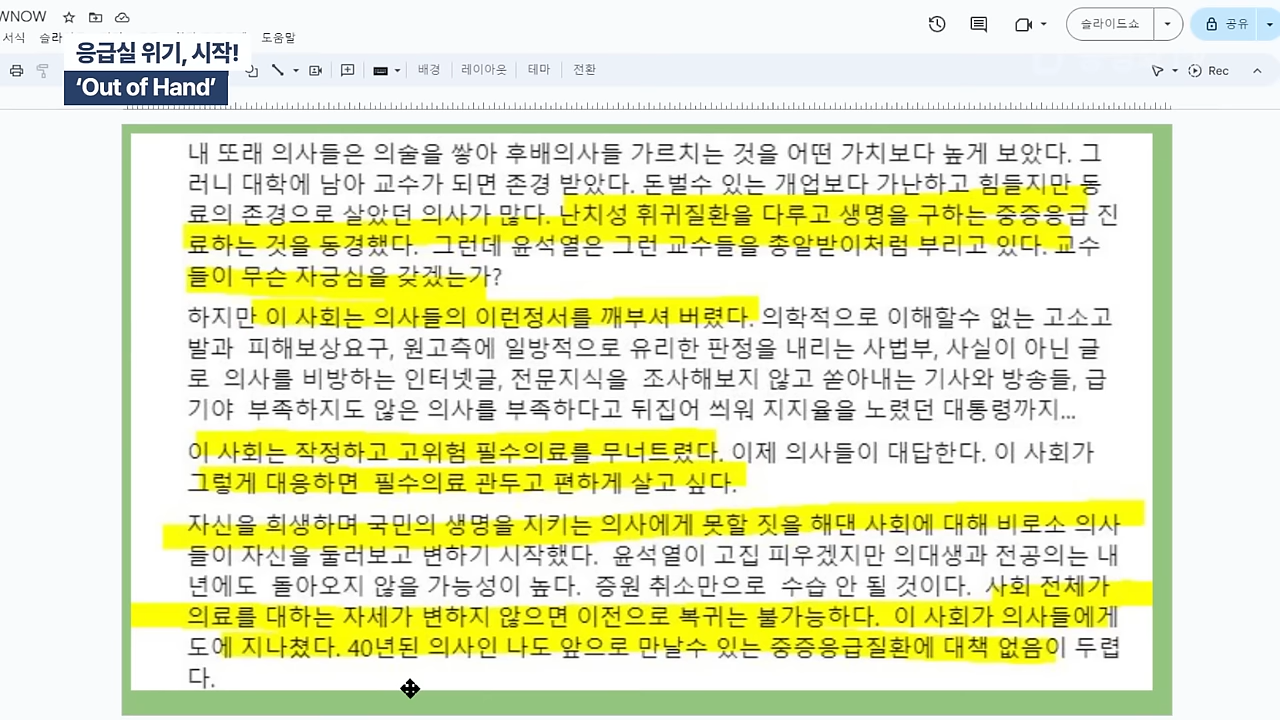 WNOW
서식
슬라
도움말
응급실 위기, 시작!
‘Out of Hand’
배경
레이아웃
테마
전환
슬라이드쇼
공유
Rec
내 또래 의사들은 의술을 쌓아 후배의사들 가르치는 것을 어떤 가치보다 높게 보았다. 그
러니 대학에 남아 교수가 되면 존경 받았다. 돈벌수 있는 개업보다 가난하고 힘들지만 동
료의 존경으로 살았던 의사가 많다. 난치성 휘귀질환을 다루고 생명을 구하는 중증응급 진
료하는 것을 동경했다. 그런데 윤석열은 그런 교수들을 총알받이처럼 부리고 있다. 교수
들이 무슨 자긍심을 갖겠는가?
하지만 이 사회는 의사들의 이런정서를 깨부셔 버렸다. 의학적으로 이해할수 없는 고소고
발과 피해보상요구, 원고측에 일방적으로 유리한 판정을 내리는 사법부, 사실이 아닌 글
로 의사를 비방하는 인터넷글, 전문지식을 조사해보지 않고 쏟아내는 기사와 방송들, 급
기야 부족하지도 않은 의사를 부족하다고 뒤집어 씌워 지지율을 노렸던 대통령까지...
이 사회는 작정하고 고위험 필수의료를 무너트렸다. 이제 의사들이 대답한다. 이 사회가
그렇게 대응하면 필수의료 관두고 편하게 살고 싶다.
자신을 희생하며 국민의 생명을 지키는 의사에게 못할 짓을 해댄 사회에 대해 비로소 의사
들이 자신을 둘러보고 변하기 시작했다. 윤석열이 고집 피우겠지만 의대생과 전공의는 내
년에도 돌아오지 않을 가능성이 높다. 증원 취소만으로 수습 안 될 것이다. 사회 전체가
의료를 대하는 자세가 변하지 않으면 이전으로 복귀는 불가능하다. 이 사회가 의사들에게
도에 지나쳤다. 40년된 의사인 나도 앞으로 만날수 있는 중증응급질환에 대책 없음이 두렵
다.